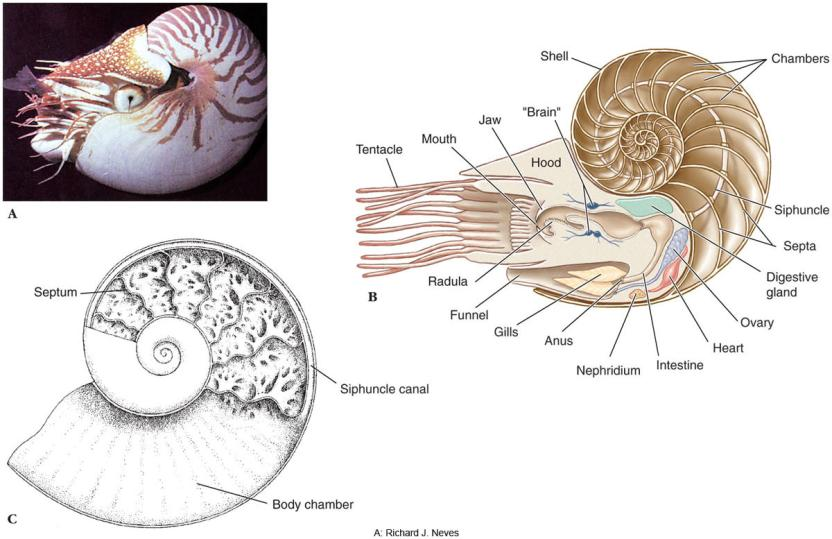 A
Shell
Chambers
"Brain"
Jaw
Mouth
Tentacle
Hood
Siphuncle
Septa
Digestive
gland
Radula
B
Funnel
Gills
Anus
Nephridium
Intestine
Heart
Ovary
Septum
Siphuncle canal
Body chamber
C
A: Richard J. Neves